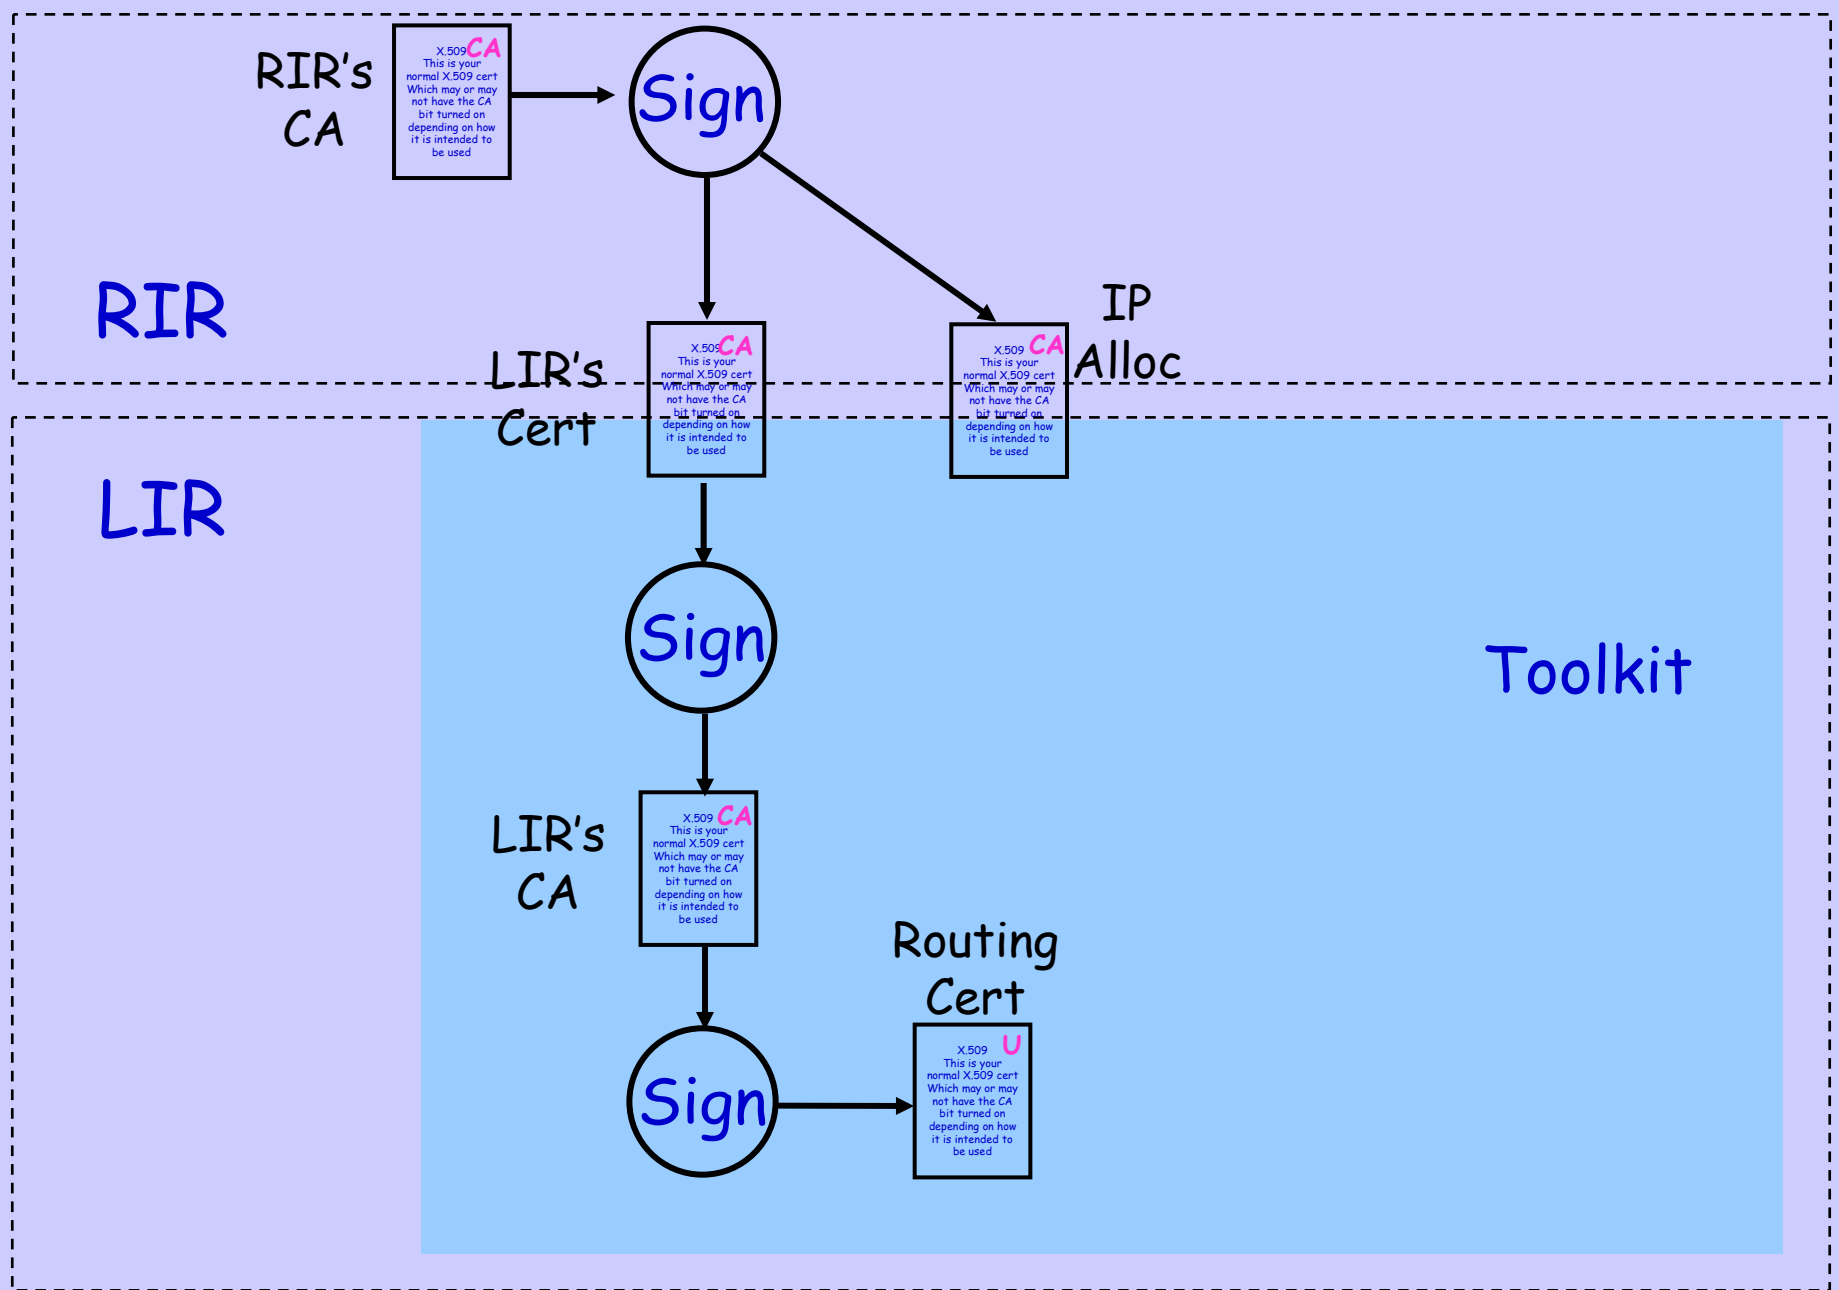 RIR's
CA
X.509 CA
This is your
normal X.509 cert
Which may or may
not have the CA
bit turned on
depending on how
it is intended to
be used
Sign
RIR
LIR's
Cert
X.509 CA
This is your
normal X.509 cert
Which may or may
not have the CA
bit turned on
depending on how
it is intended to
be used
IP
Alloc
X.509 CA
This is your
normal X.509 cert
Which may or may
not have the CA
bit turned on
depending on how
it is intended to
be used
LIR
Sign
Toolkit
LIR's
CA
X.509 CA
This is your
normal X.509 cert
Which may or may
not have the CA
bit turned on
depending on how
it is intended to
be used
Sign
Routing
Cert
X.509 U
This is your
normal X.509 cert
Which may or may
not have the CA
bit turned on
depending on how
it is intended to
be used